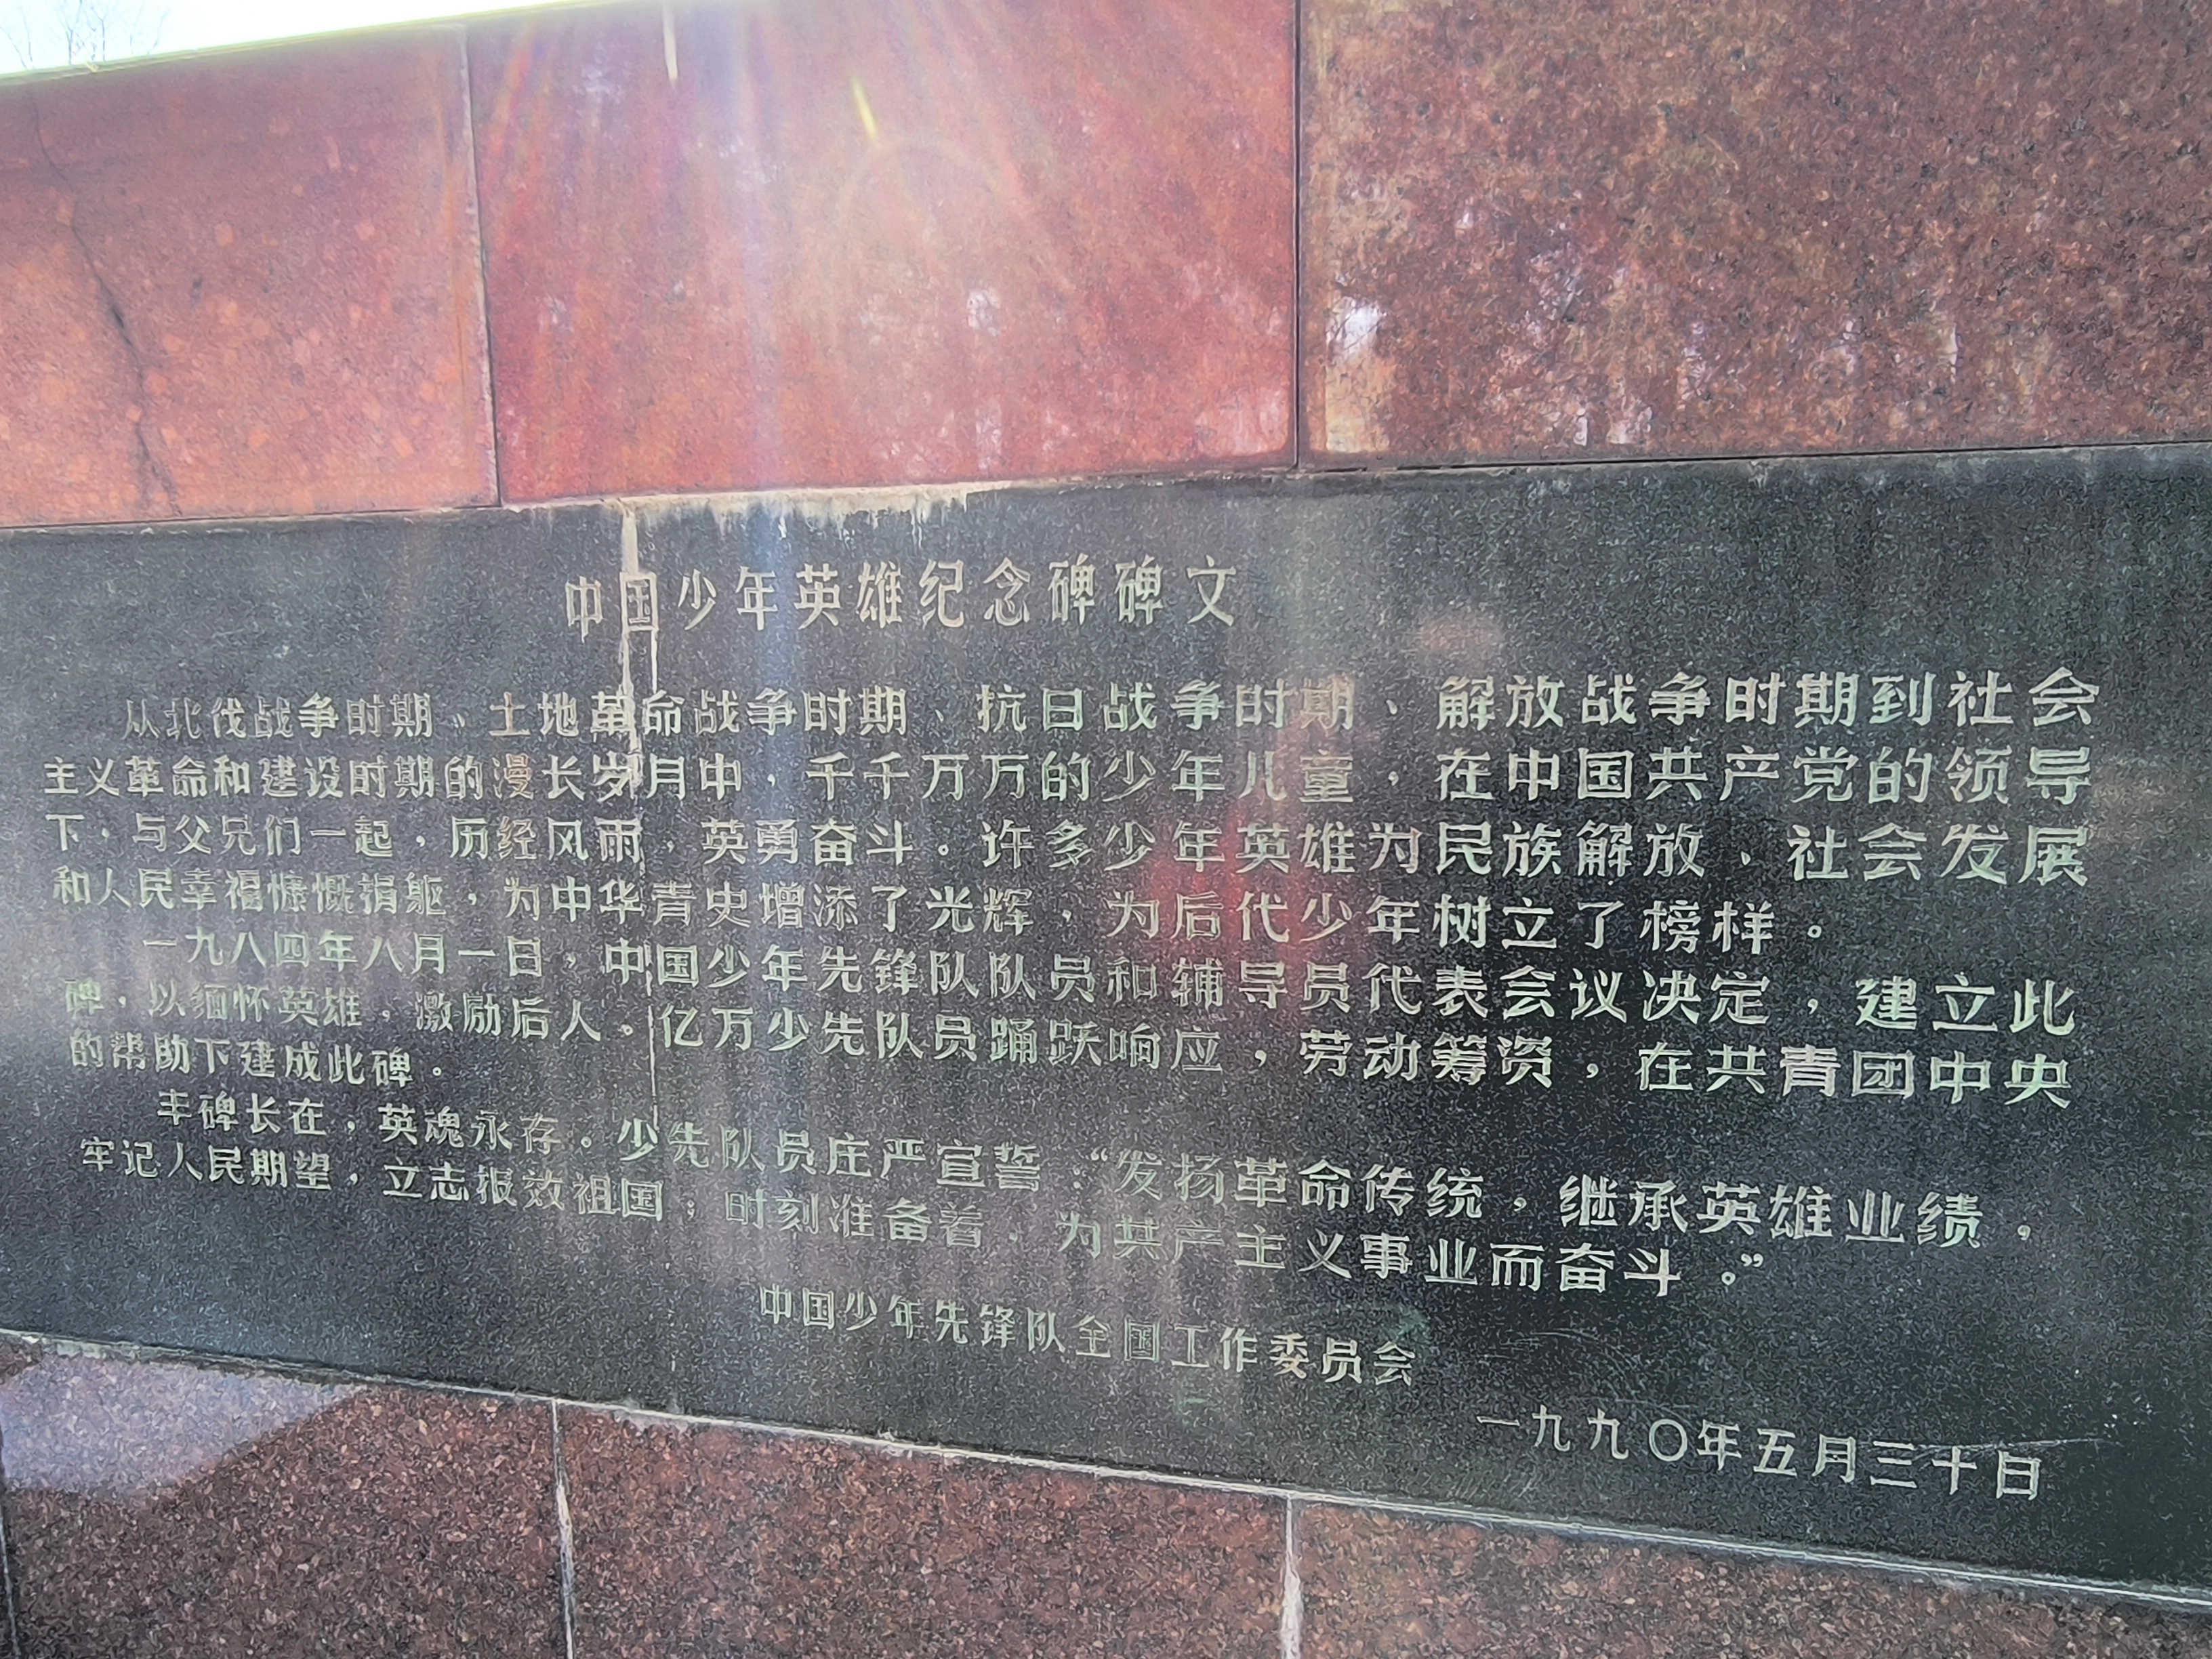 中国少年英雄纪念碑碑文
从北伐战争时期、土地革命战争时期、抗日战争时期、解放战争时期到社会
主义革命和建设时期的漫长岁月中，千千万万的少年儿童，在中国共产党的领导
下，与父兄们一起，历经风雨，英勇奋斗。许多少年英雄为民族解放、社会发展
和人民幸福慷慨捐躯，为中华青史增添了光辉，为后代少年树立了榜样。
一九八四年八月一日，中国少年先锋队队员和辅导员代表会议决定，建立此
碑，以缅怀英雄，激励后人。亿万少先队员踊跃响应，劳动筹资，在共青团中央
的帮助下建成此碑。
丰碑长在，英魂永存。少先队员庄严宣誓：“发扬革命传统，继承英雄业绩，
牢记人民期望，立志报效祖国；时刻准备着，为共产主义事业而奋斗。”
中国少年先锋队全国工作委员会
一九九〇年五月三十日